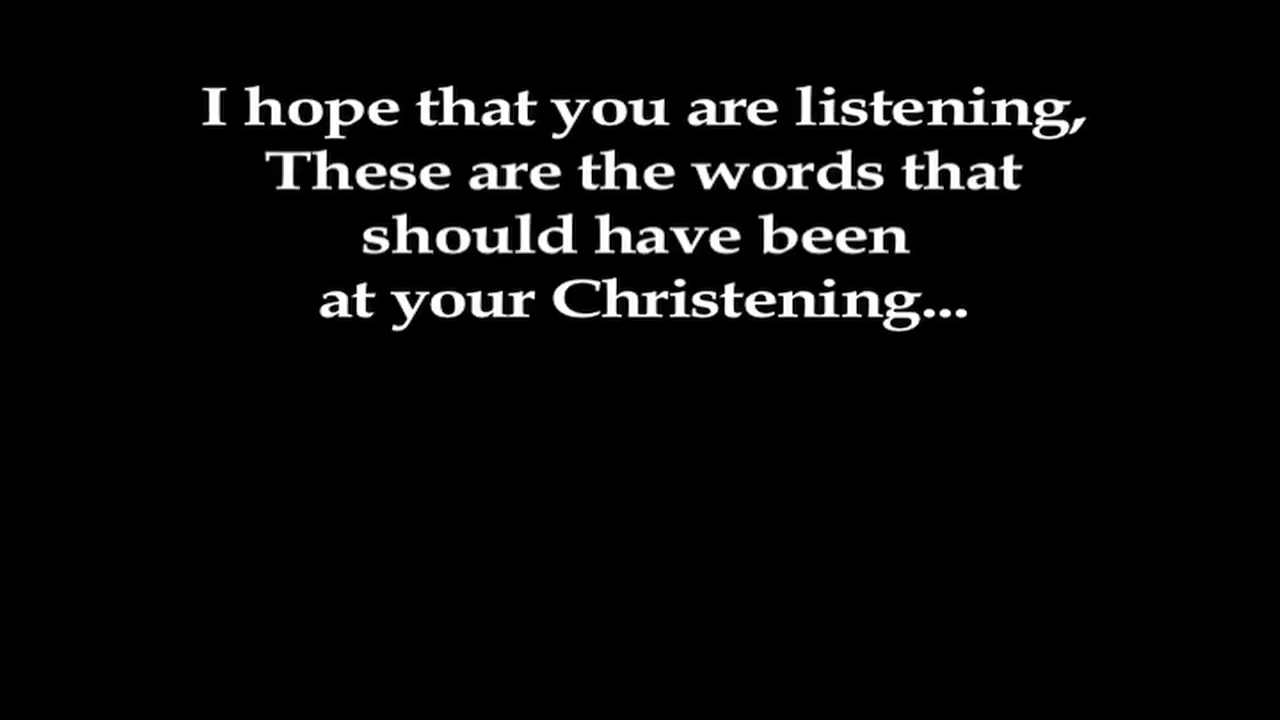 I hope that you are listening,
These are the words that
should have been
at your Christening...